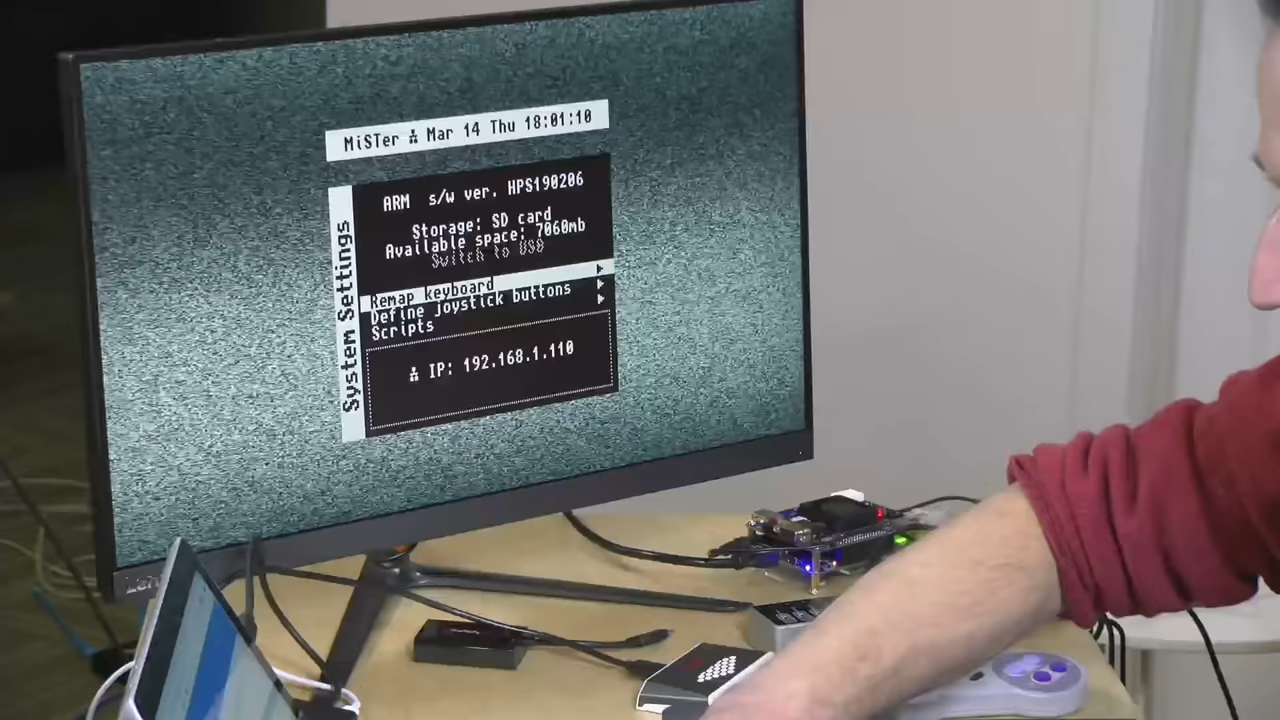 MiSTer Mar 14 Thu 18:01:10
System Settings
ARM s/w ver. HPS190206
Storage: SD card
Available space: 7060mb
Switch to USB
Remap keyboard
Define joystick buttons
Scripts
IP: 192.168.1.110